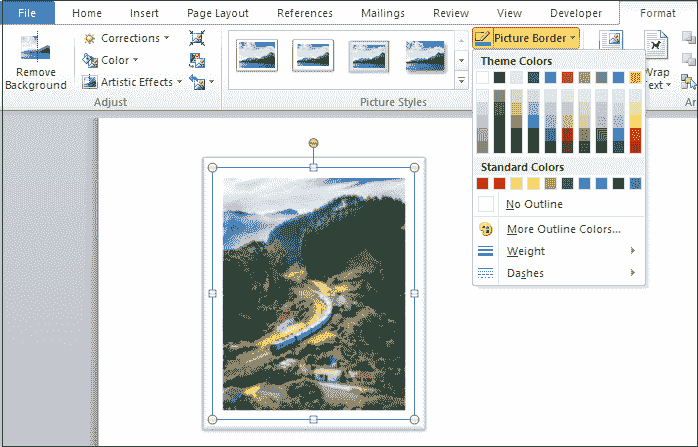 File Home Insert Page Layout References Mailings Review View Developer Format
Corrections
Picture Border
Remove
Background
Color
Artistic Effects
Wrap
Text
Adjust
Picture Styles
Theme Colors
Standard Colors
No Outline
More Outline Colors...
Weight
Dashes